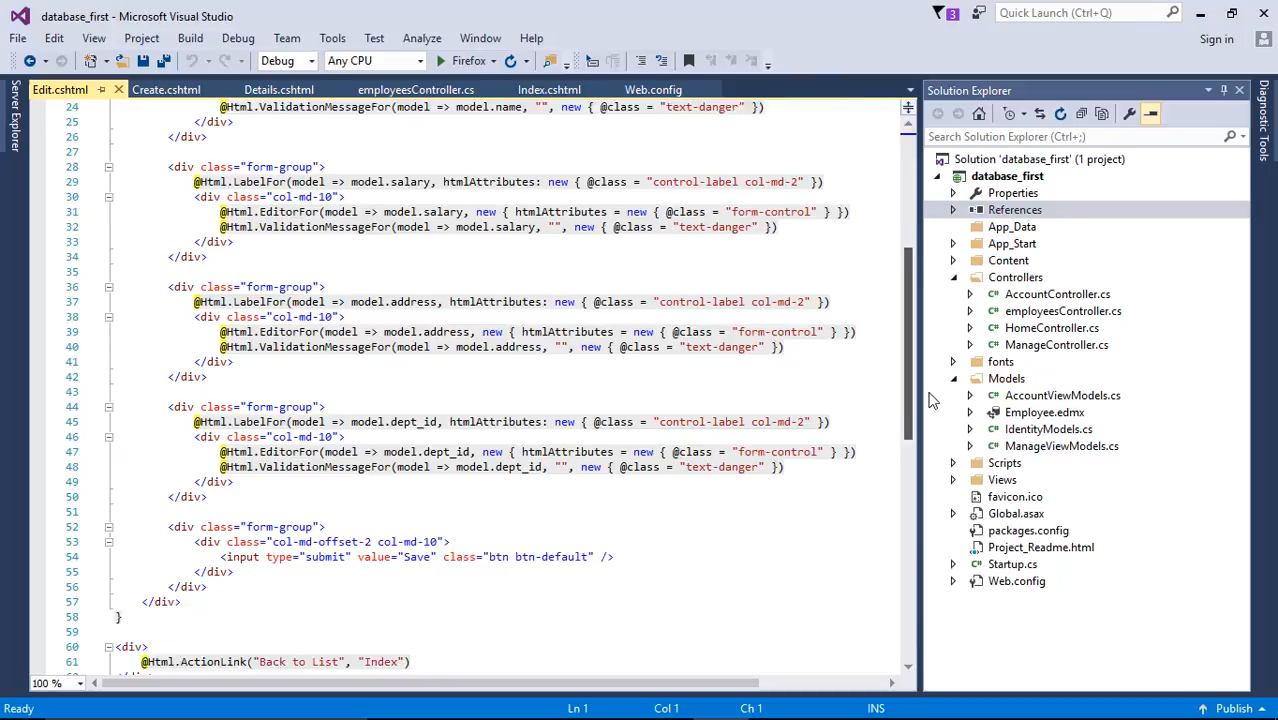 database_first - Microsoft Visual Studio
3
Quick Launch (Ctrl+Q)
File Edit View Project Build Debug Team Tools Test Analyze Window Help
Sign in
Debug Any CPU Firefox
Server Explorer
Edit.cshtml Create.cshtml Details.cshtml employeesController.cs Index.cshtml Web.config
24 @Html.ValidationMessageFor(model => model.name, "", new { @class = "text-danger" })
25 </div>
26 </div>
27
28 <div class="form-group">
29 @Html.LabelFor(model => model.salary, htmlAttributes: new { @class = "control-label col-md-2" })
30 <div class="col-md-10">
31 @Html.EditorFor(model => model.salary, new { htmlAttributes = new { @class = "form-control" } })
32 @Html.ValidationMessageFor(model => model.salary, "", new { @class = "text-danger" })
33 </div>
34 </div>
35
36 <div class="form-group">
37 @Html.LabelFor(model => model.address, htmlAttributes: new { @class = "control-label col-md-2" })
38 <div class="col-md-10">
39 @Html.EditorFor(model => model.address, new { htmlAttributes = new { @class = "form-control" } })
40 @Html.ValidationMessageFor(model => model.address, "", new { @class = "text-danger" })
41 </div>
42 </div>
43
44 <div class="form-group">
45 @Html.LabelFor(model => model.dept_id, htmlAttributes: new { @class = "control-label col-md-2" })
46 <div class="col-md-10">
47 @Html.EditorFor(model => model.dept_id, new { htmlAttributes = new { @class = "form-control" } })
48 @Html.ValidationMessageFor(model => model.dept_id, "", new { @class = "text-danger" })
49 </div>
50 </div>
51
52 <div class="form-group">
53 <div class="col-md-offset-2 col-md-10">
54 <input type="submit" value="Save" class="btn btn-default" />
55 </div>
56 </div>
57 </div>
58 }
59
60 <div>
61 @Html.ActionLink("Back to List", "Index")
100 %
Solution Explorer
Search Solution Explorer (Ctrl+;)
Solution 'database_first' (1 project)
database_first
Properties
References
App_Data
App_Start
Content
Controllers
AccountController.cs
employeesController.cs
HomeController.cs
ManageController.cs
fonts
Models
AccountViewModels.cs
Employee.edmx
IdentityModels.cs
ManageViewModels.cs
Scripts
Views
favicon.ico
Global.asax
packages.config
Project_Readme.html
Startup.cs
Web.config
Diagnostic Tools
Ready Ln 1 Col 1 Ch 1 INS Publish